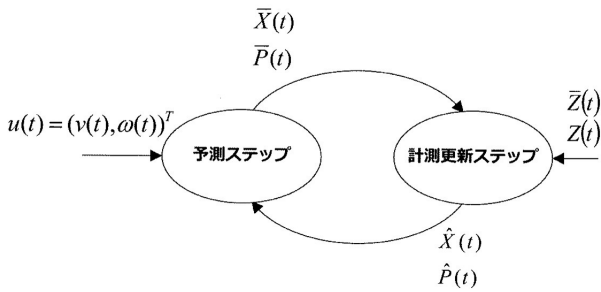 X̅(t)
P̅(t)
u(t) = (v(t), ω(t))ᵀ
Z̅(t)
Z(t)
予測ステップ
計測更新ステップ
X̂(t)
P̂(t)